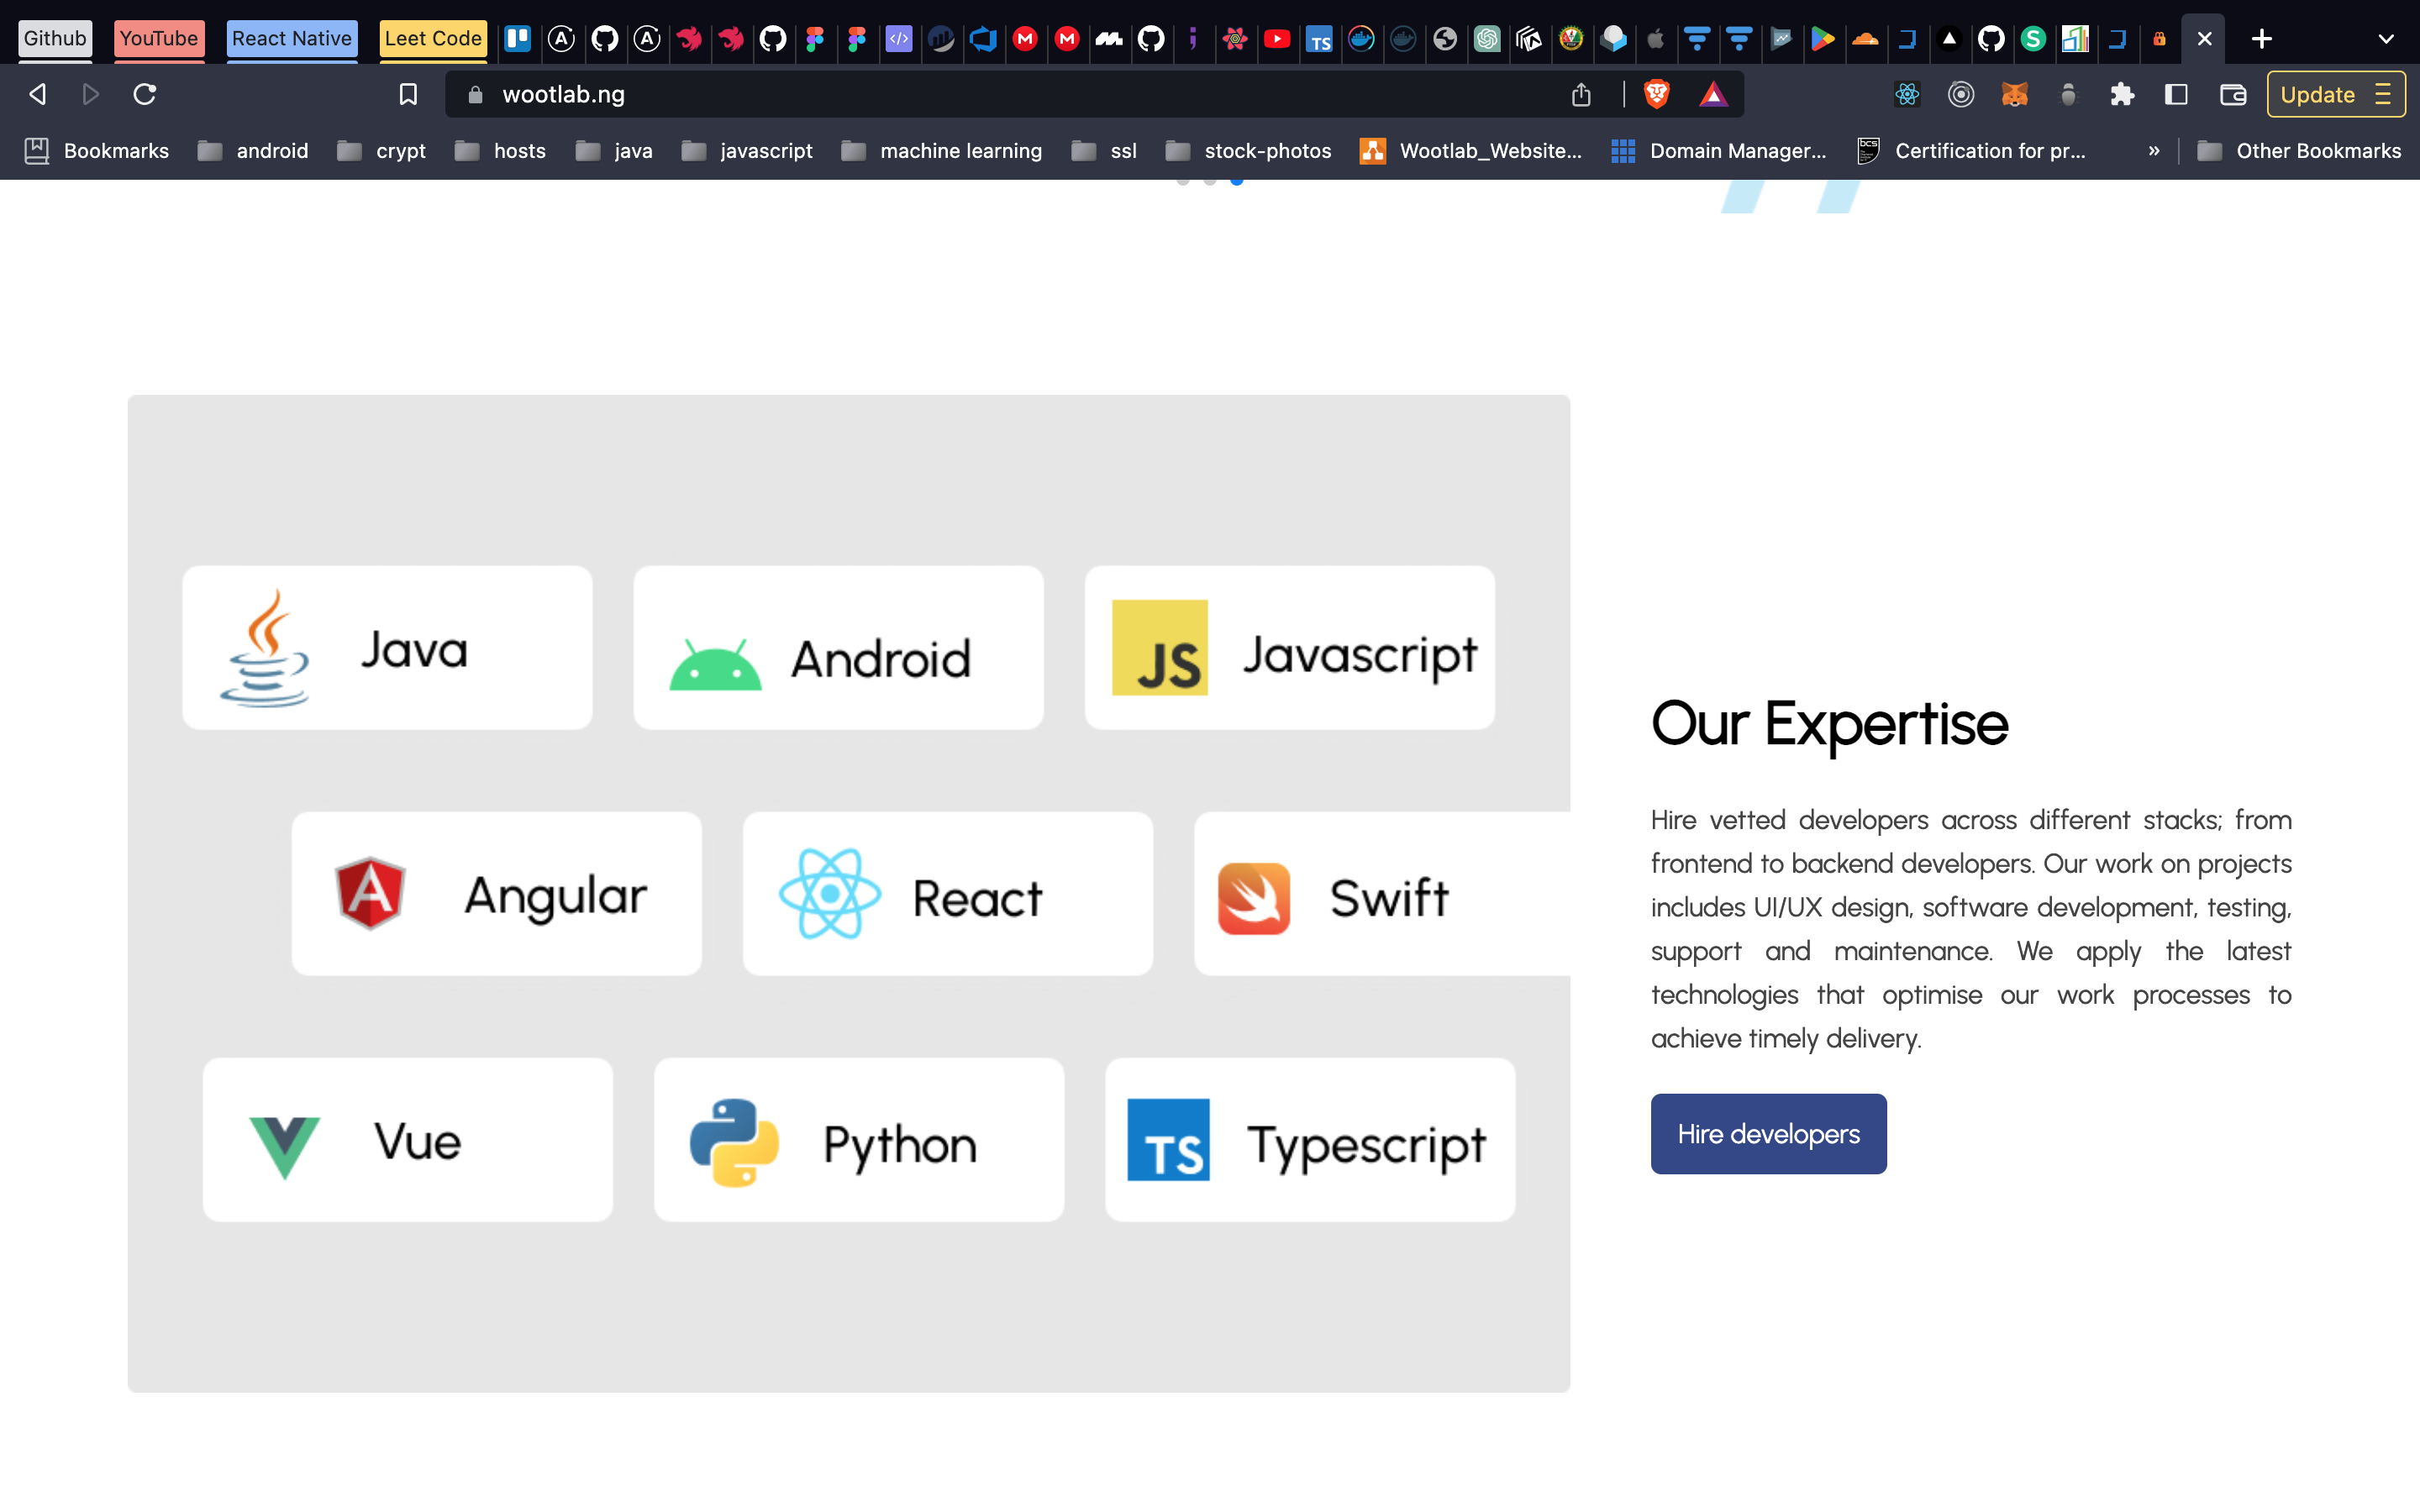 Github YouTube React Native Leet Code
wootlab.ng
Update
Bookmarks android crypt hosts java javascript machine learning ssl stock-photos Wootlab_Website... Domain Manager... Certification for pr... » Other Bookmarks
Java
Android
JS Javascript
Angular
React
Swift
Vue
Python
TS Typescript
Our Expertise
Hire vetted developers across different stacks; from
frontend to backend developers. Our work on projects
includes UI/UX design, software development, testing,
support and maintenance. We apply the latest
technologies that optimise our work processes to
achieve timely delivery.
Hire developers